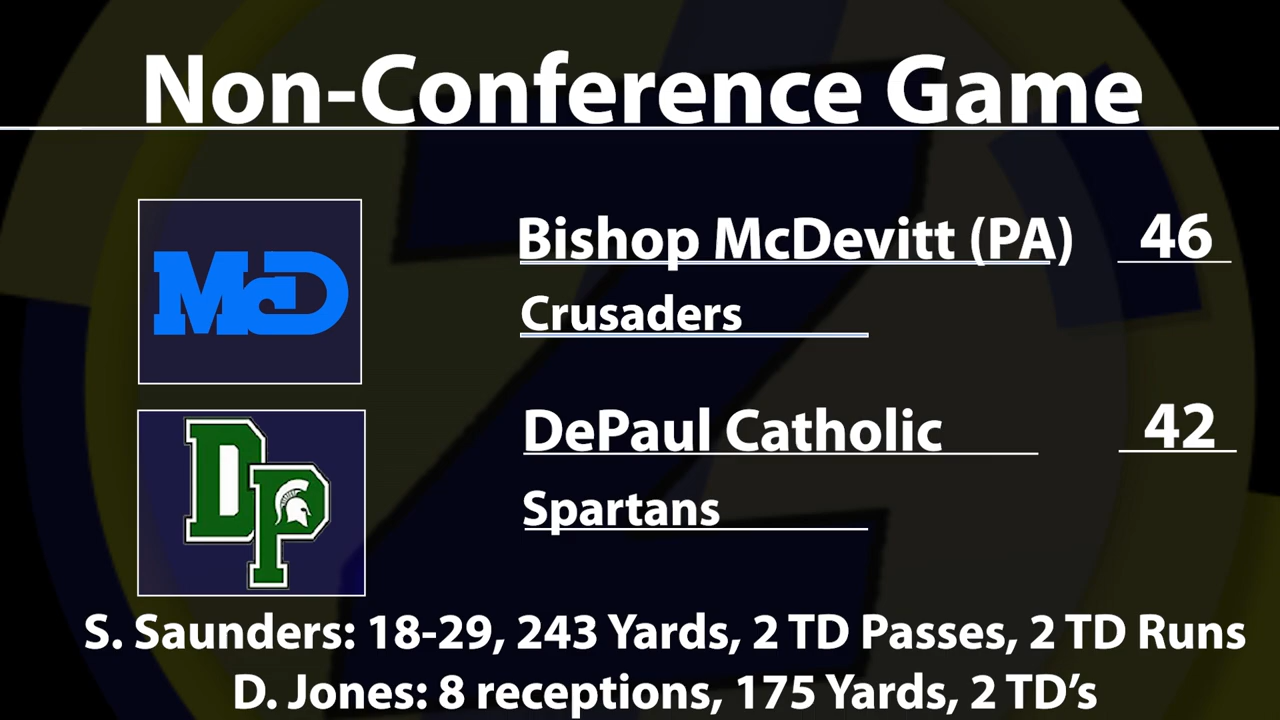 Non-Conference Game
McD
Bishop McDevitt (PA) 46
Crusaders
DP
DePaul Catholic 42
Spartans
S. Saunders: 18-29, 243 Yards, 2 TD Passes, 2 TD Runs
D. Jones: 8 receptions, 175 Yards, 2 TD’s